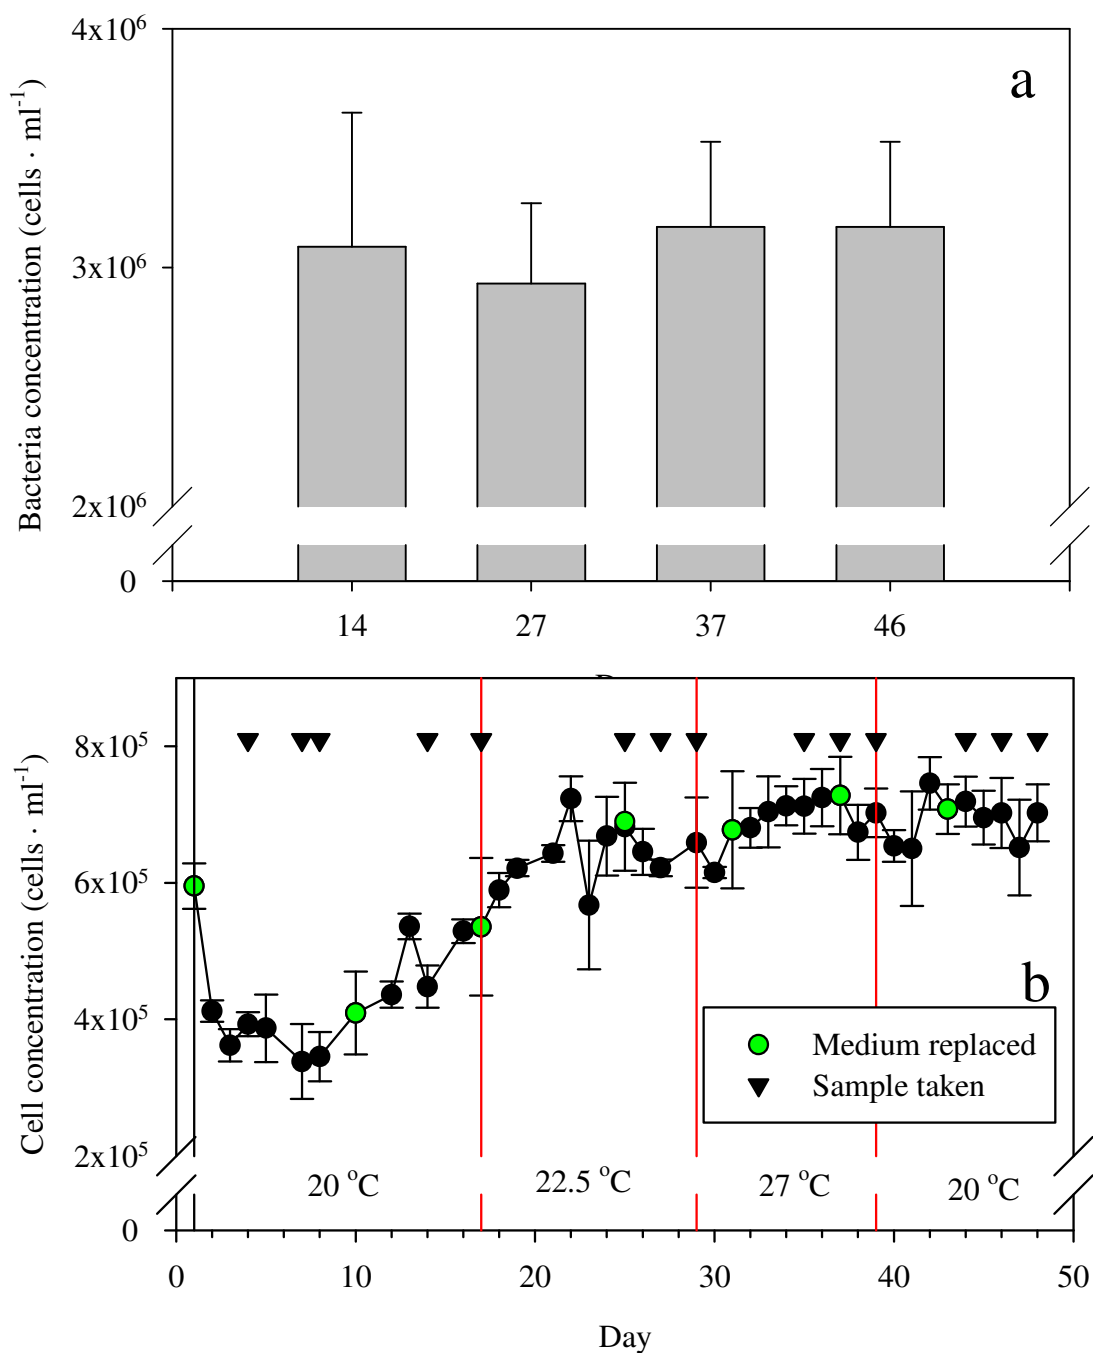 a
Bacteria concentration (cells · ml⁻¹)
4x10⁶
3x10⁶
2x10⁶
0
14 27 37 46
b
Cell concentration (cells · ml⁻¹)
8x10⁵
6x10⁵
4x10⁵
2x10⁵
0
Medium replaced
Sample taken
20 °C 22.5 °C 27 °C 20 °C
0 10 20 30 40 50
Day